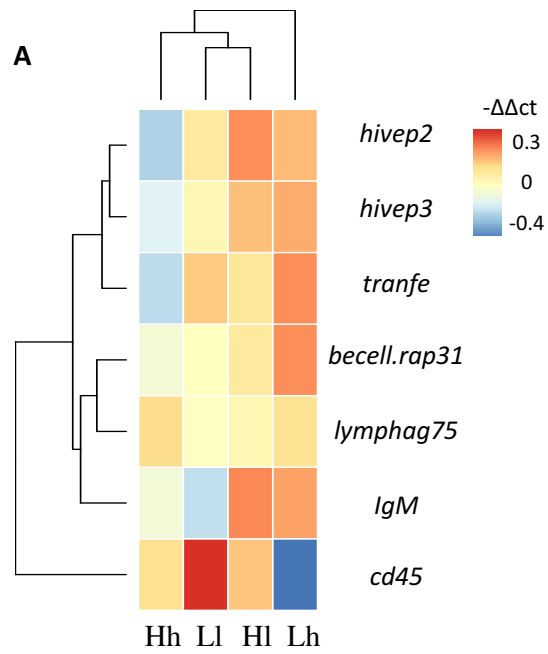 A
-ΔΔct
0.3
0
-0.4
hivep2
hivep3
tranfe
becell.rap31
lymphag75
IgM
cd45
Hh Ll Hl Lh